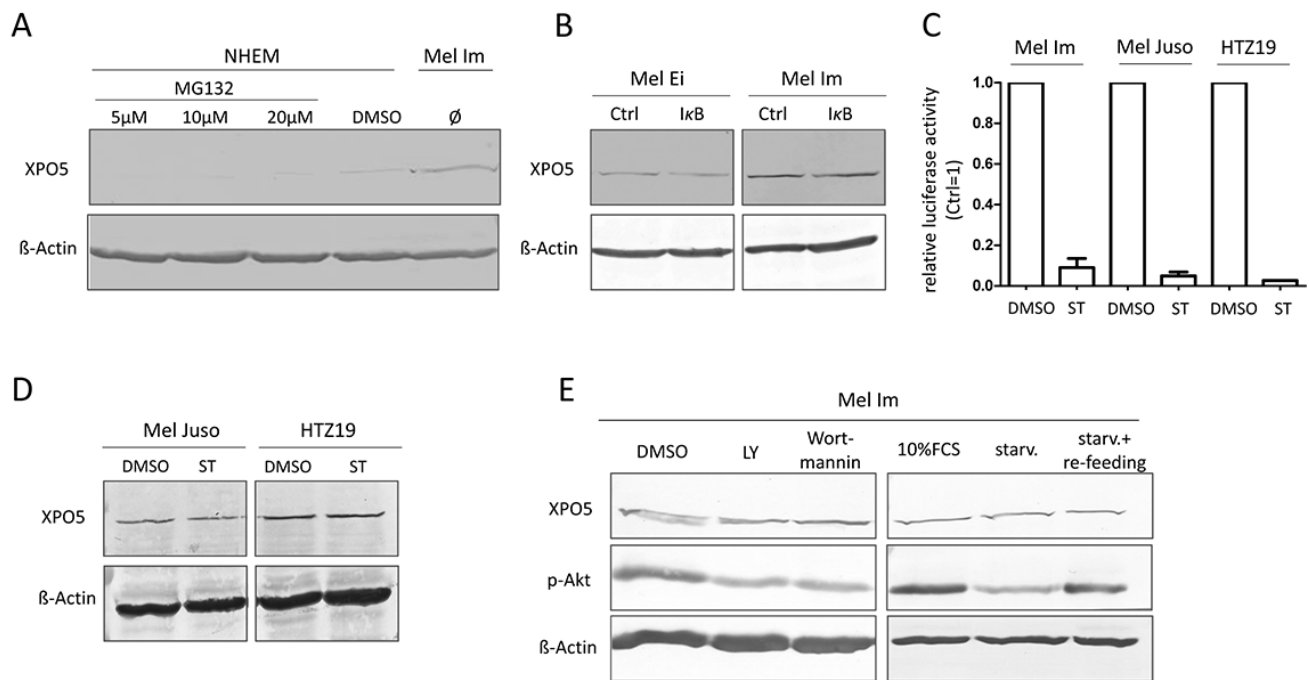 A
NHEM
Mel Im
MG132
5µM 10µM 20µM DMSO Ø
XPO5
ß-Actin
B
Mel Ei Mel Im
Ctrl IκB Ctrl IκB
XPO5
ß-Actin
C
Mel Im Mel Juso HTZ19
relative luciferase activity
(Ctrl=1)
1.0
0.8
0.6
0.4
0.2
0.0
DMSO ST DMSO ST DMSO ST
D
Mel Juso HTZ19
DMSO ST DMSO ST
XPO5
ß-Actin
E
Mel Im
DMSO LY Wort-
mannin
10%FCS starv. starv.+
re-feeding
XPO5
p-Akt
ß-Actin